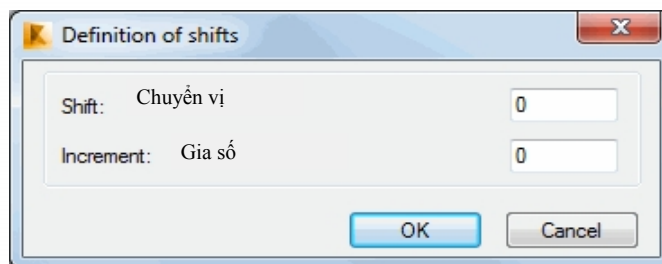 Definition of shifts
Shift: Chuyển vị 0
Increment: Gia số 0
OK Cancel